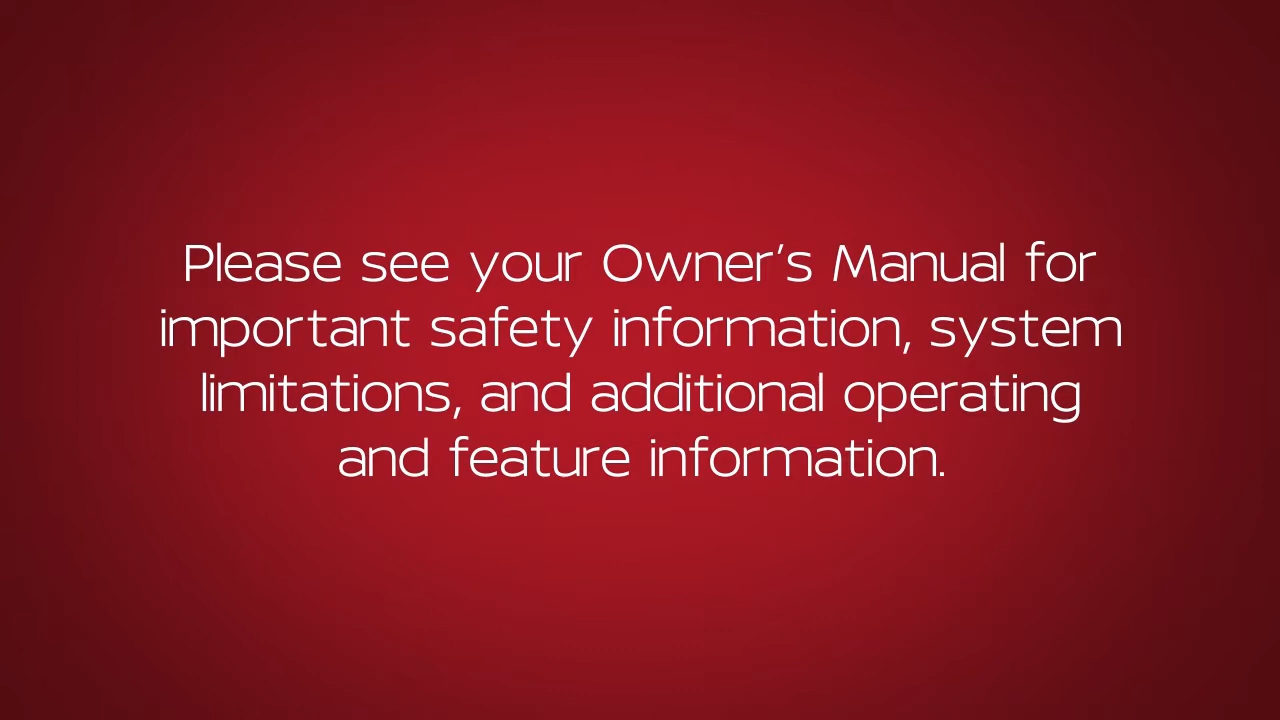 Please see your Owner’s Manual for
important safety information, system
limitations, and additional operating
and feature information.